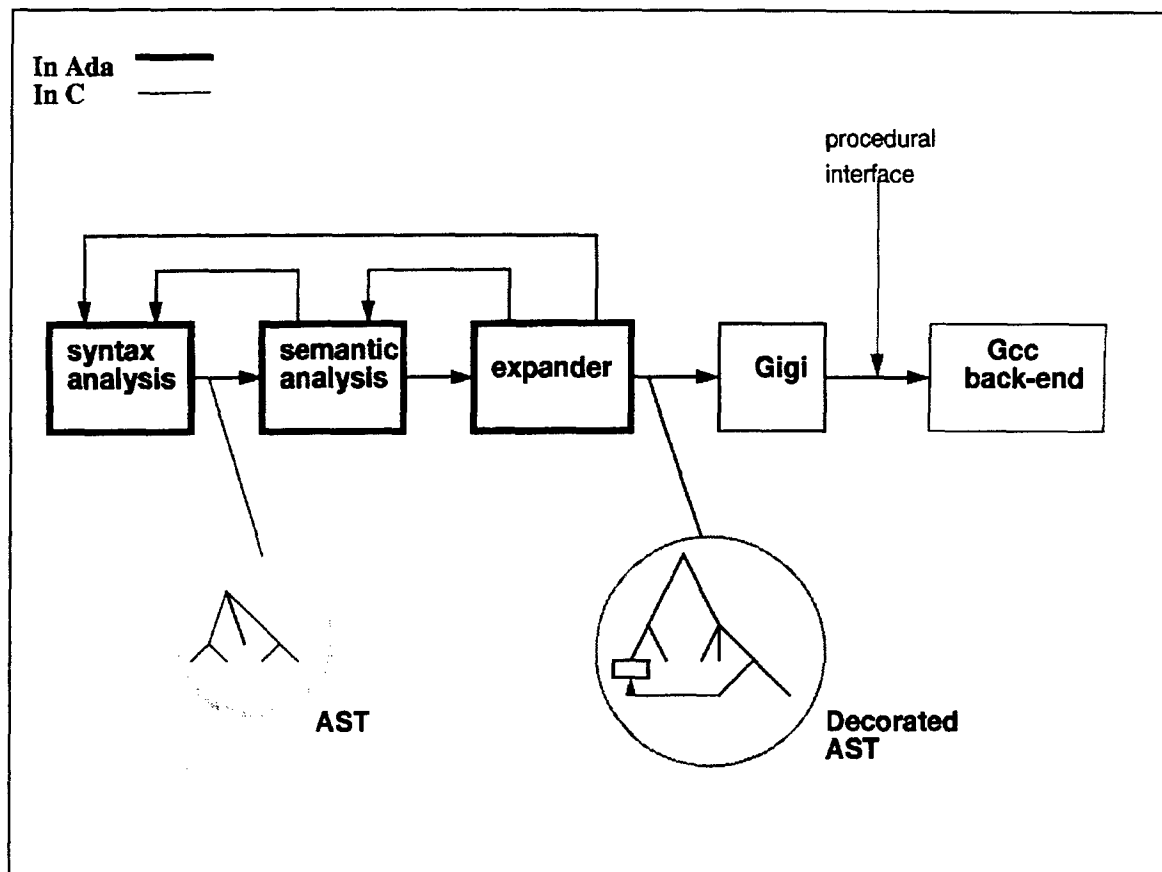 In Ada
In C
procedural
interface
syntax
analysis
semantic
analysis
expander
Gigi
Gcc
back-end
AST
Decorated
AST